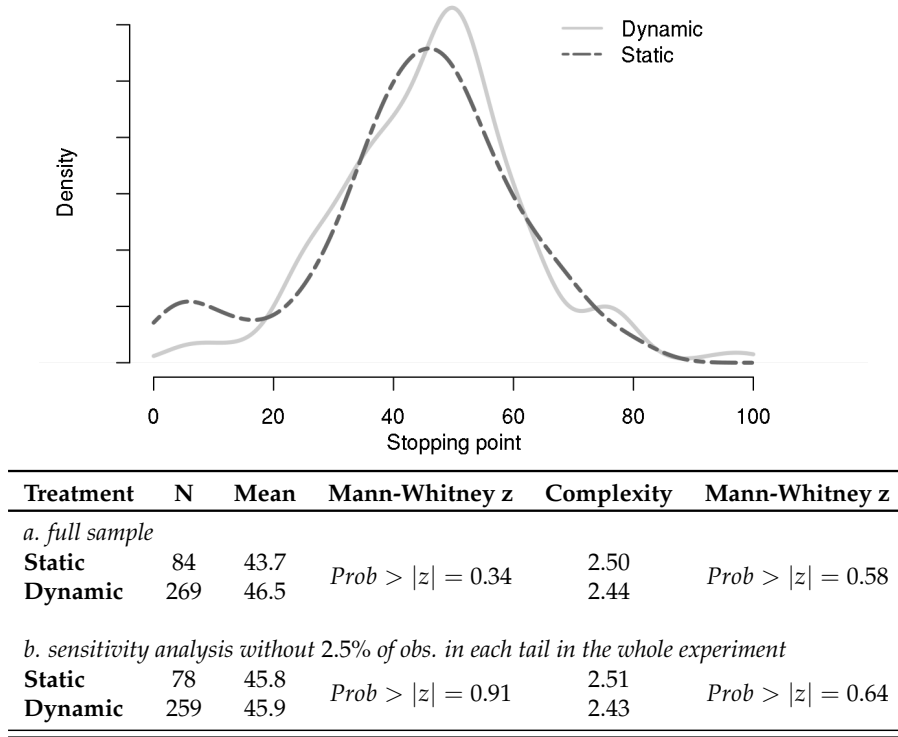 Dynamic
Static
Density
0 20 40 60 80 100
Stopping point
Treatment N Mean Mann-Whitney z Complexity Mann-Whitney z
a. full sample
Static 84 43.7 Prob > |z| = 0.34 2.50 Prob > |z| = 0.58
Dynamic 269 46.5 2.44
b. sensitivity analysis without 2.5% of obs. in each tail in the whole experiment
Static 78 45.8 Prob > |z| = 0.91 2.51 Prob > |z| = 0.64
Dynamic 259 45.9 2.43